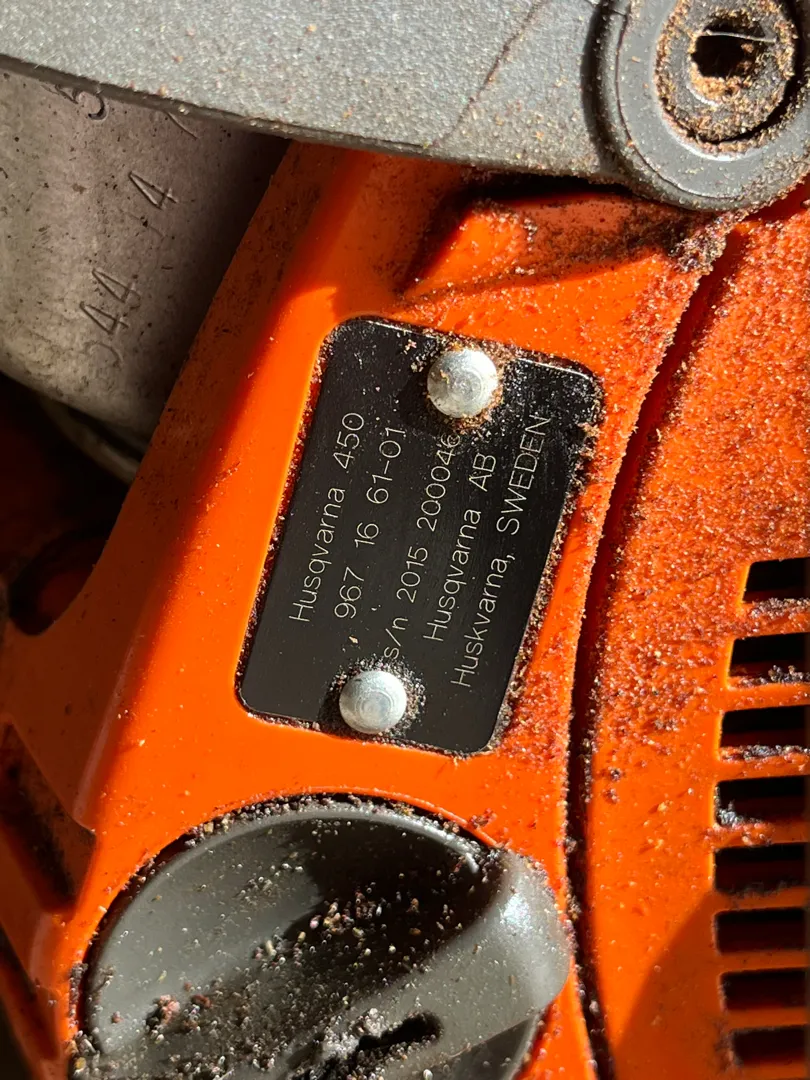 Husqvarna 450
967 16 61-01
s/n 2015 200046
Husqvarna AB
Huskvarna, SWEDEN